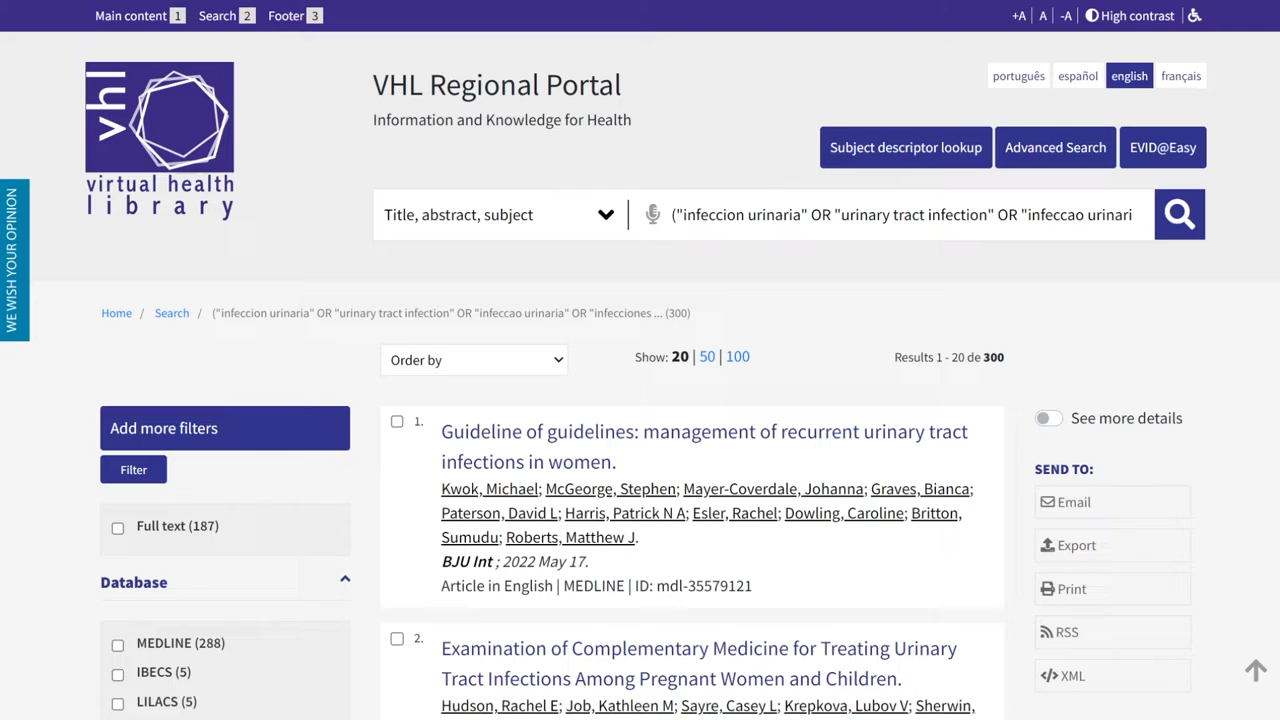 Main content 1 Search 2 Footer 3 +A A -A High contrast
vhl
virtual health
library
VHL Regional Portal
Information and Knowledge for Health
português español english français
Subject descriptor lookup Advanced Search EVID@Easy
WE WISH YOUR OPINION
Title, abstract, subject ("infeccion urinaria" OR "urinary tract infection" OR "infeccao urinari
Home / Search / ("infeccion urinaria" OR "urinary tract infection" OR "infeccao urinaria" OR "infecciones ... (300)
Order by Show: 20 | 50 | 100 Results 1 - 20 de 300
Add more filters
Filter
Full text (187)
Database
MEDLINE (288)
IBECS (5)
LILACS (5)
1. Guideline of guidelines: management of recurrent urinary tract
infections in women.
Kwok, Michael; McGeorge, Stephen; Mayer-Coverdale, Johanna; Graves, Bianca;
Paterson, David L; Harris, Patrick N A; Esler, Rachel; Dowling, Caroline; Britton,
Sumudu; Roberts, Matthew J.
BJU Int ; 2022 May 17.
Article in English | MEDLINE | ID: mdl-35579121
2. Examination of Complementary Medicine for Treating Urinary
Tract Infections Among Pregnant Women and Children.
Hudson, Rachel E; Job, Kathleen M; Sayre, Casey L; Krepkova, Lubov V; Sherwin,
See more details
SEND TO:
Email
Export
Print
RSS
XML